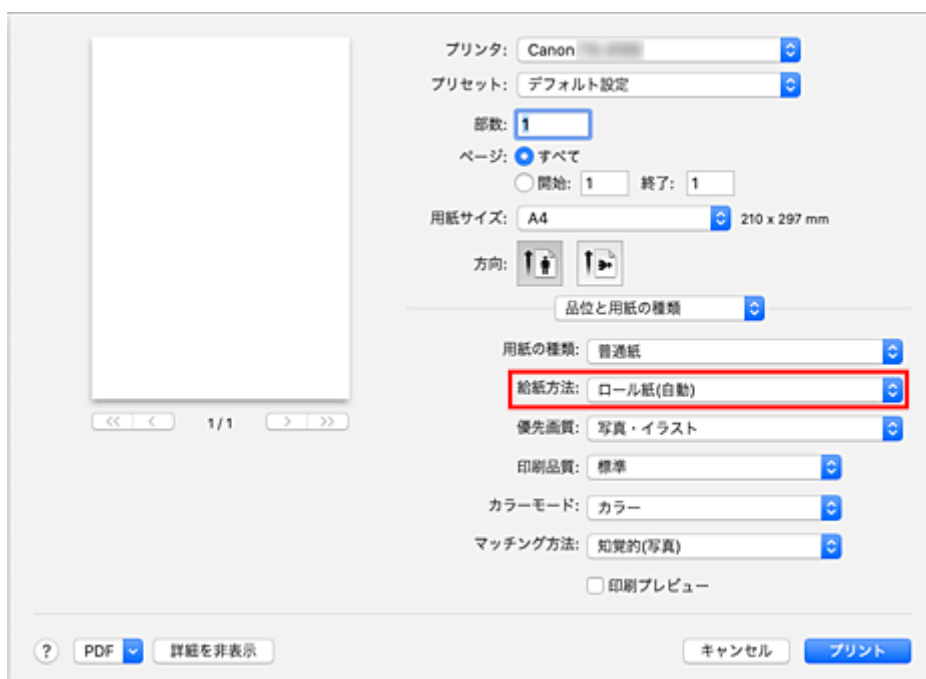 プリンタ: Canon
プリセット: デフォルト設定
部数: 1
ページ: すべて
開始: 1 終了: 1
用紙サイズ: A4 210 x 297 mm
方向:
品位と用紙の種類
用紙の種類: 普通紙
給紙方法: ロール紙(自動)
<< < 1/1 > >>
優先画質: 写真・イラスト
印刷品質: 標準
カラーモード: カラー
マッチング方法: 知覚的(写真)
印刷プレビュー
? PDF 詳細を非表示 キャンセル プリント